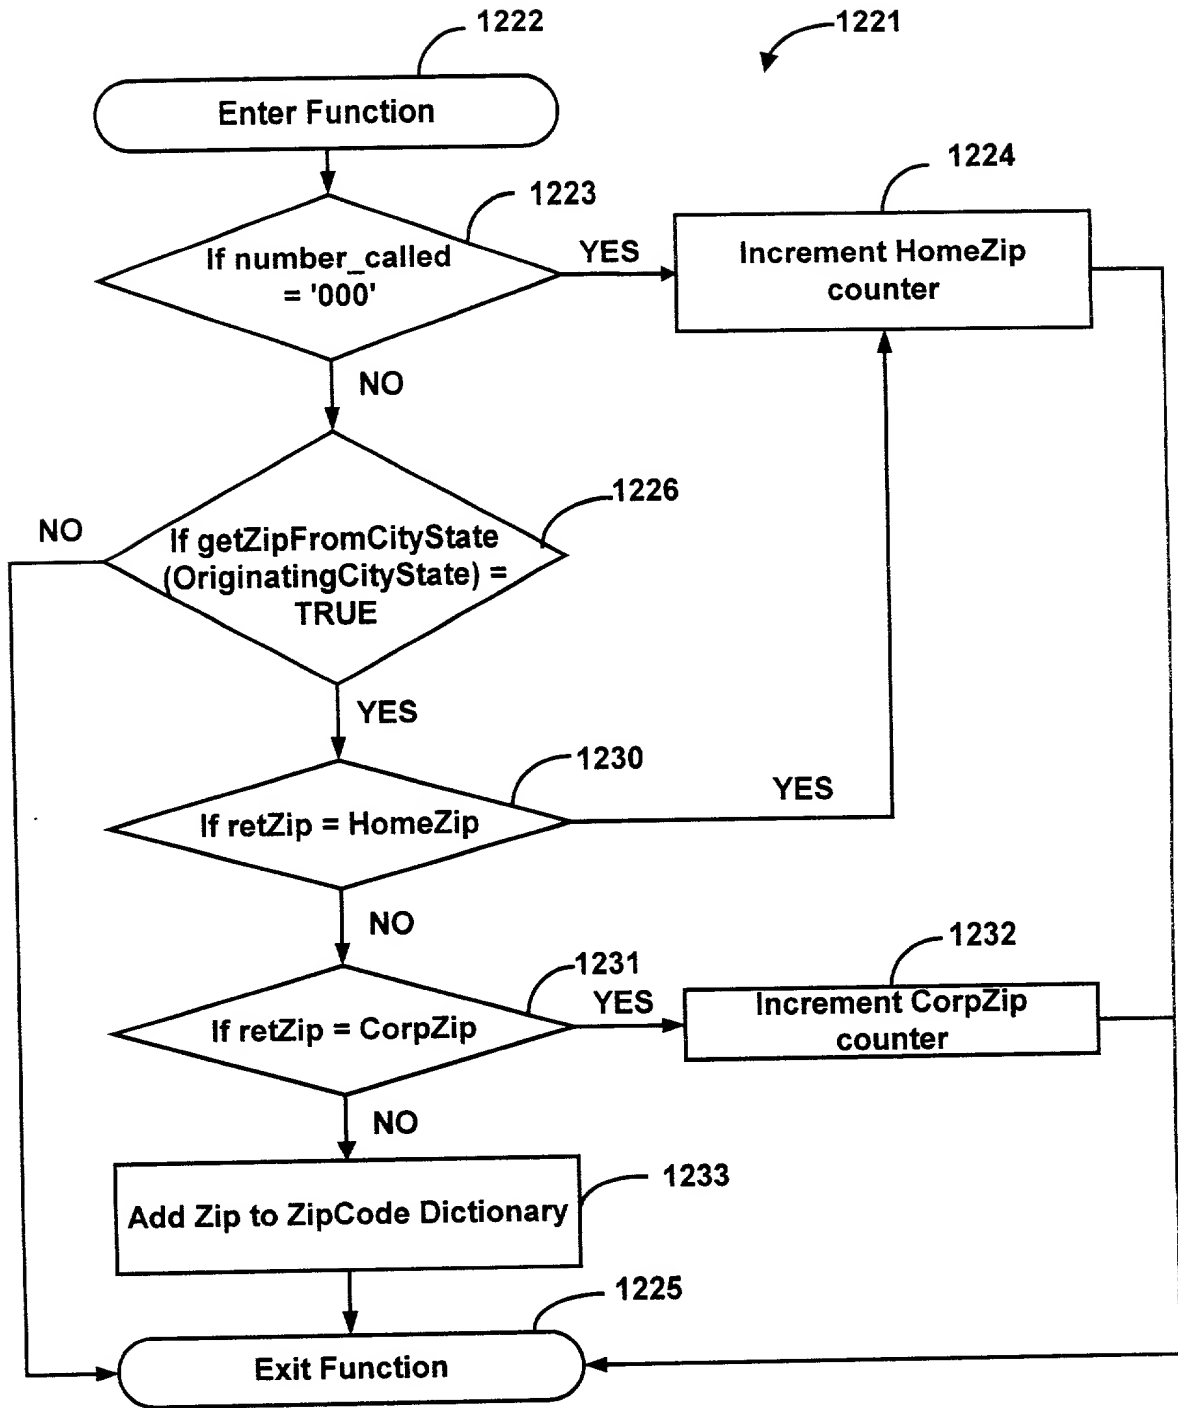 1222
1221
Enter Function
1224
1223
If number_called
= '000'
YES
Increment HomeZip
counter
NO
1226
NO
If getZipFromCityState
(OriginatingCityState) =
TRUE
YES
1230
YES
If retZip = HomeZip
NO
1232
1231
If retZip = CorpZip
YES
Increment CorpZip
counter
NO
1233
Add Zip to ZipCode Dictionary
1225
Exit Function